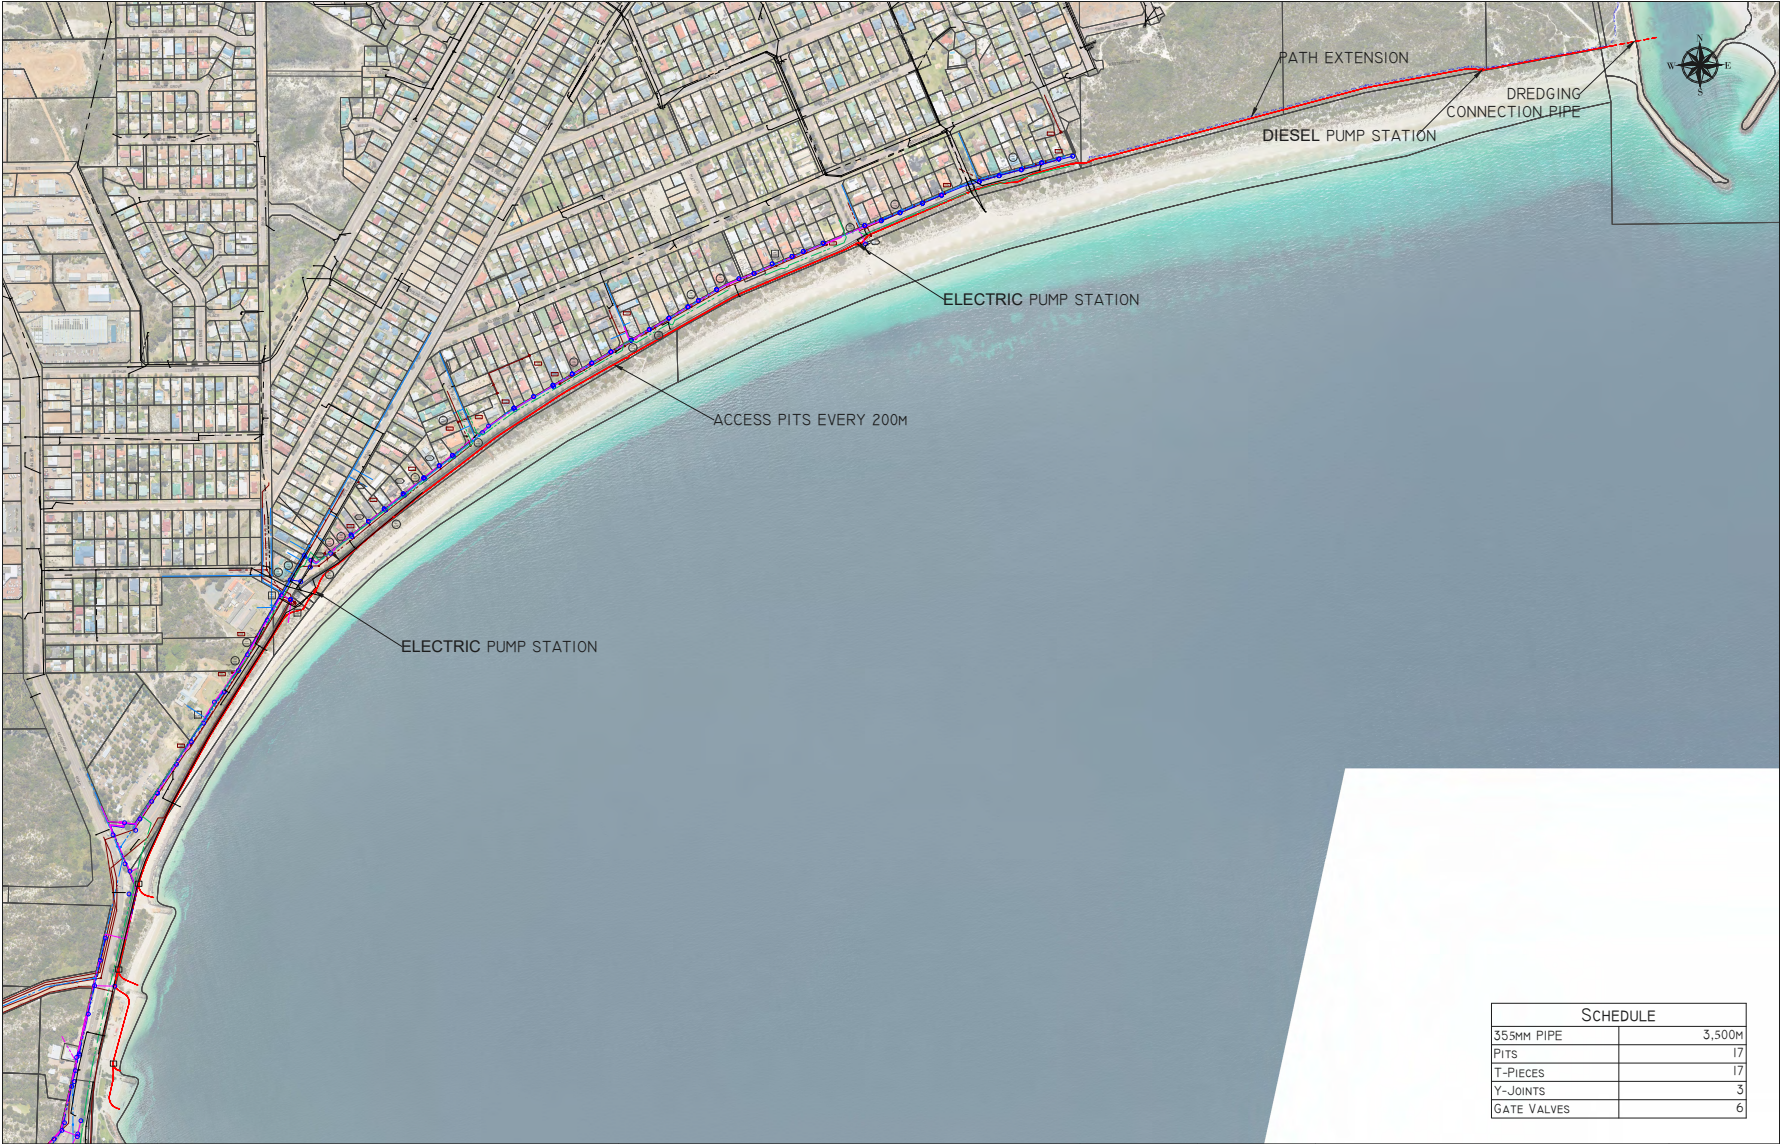 PATH EXTENSION
N
W E
S
DREDGING
CONNECTION PIPE
DIESEL PUMP STATION
ELECTRIC PUMP STATION
ACCESS PITS EVERY 200M
ELECTRIC PUMP STATION
SCHEDULE
355MM PIPE 3,500M
PITS 17
T-PIECES 17
Y-JOINTS 3
GATE VALVES 6